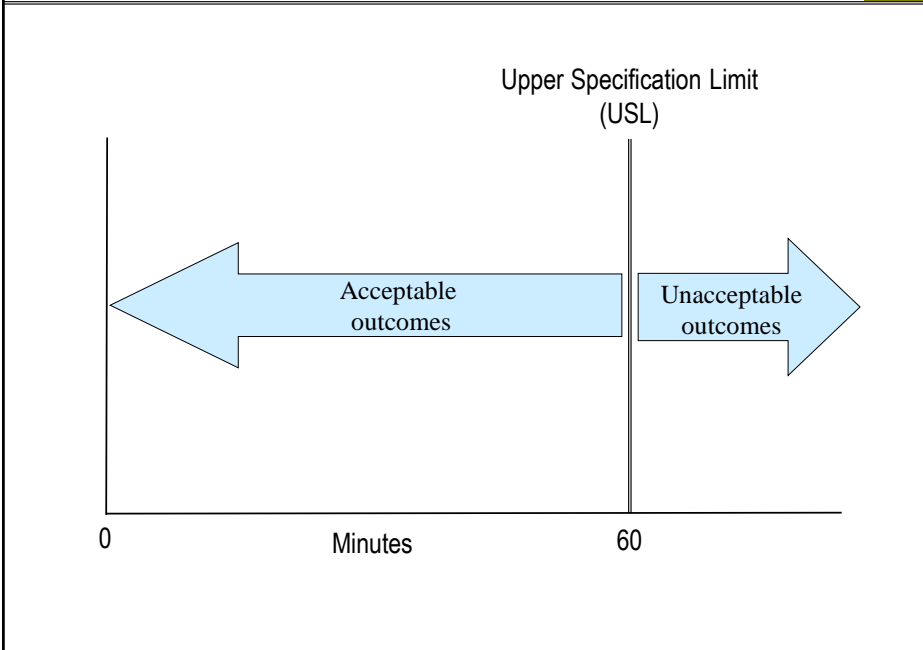 Upper Specification Limit
(USL)
Acceptable
outcomes
Unacceptable
outcomes
0
Minutes
60